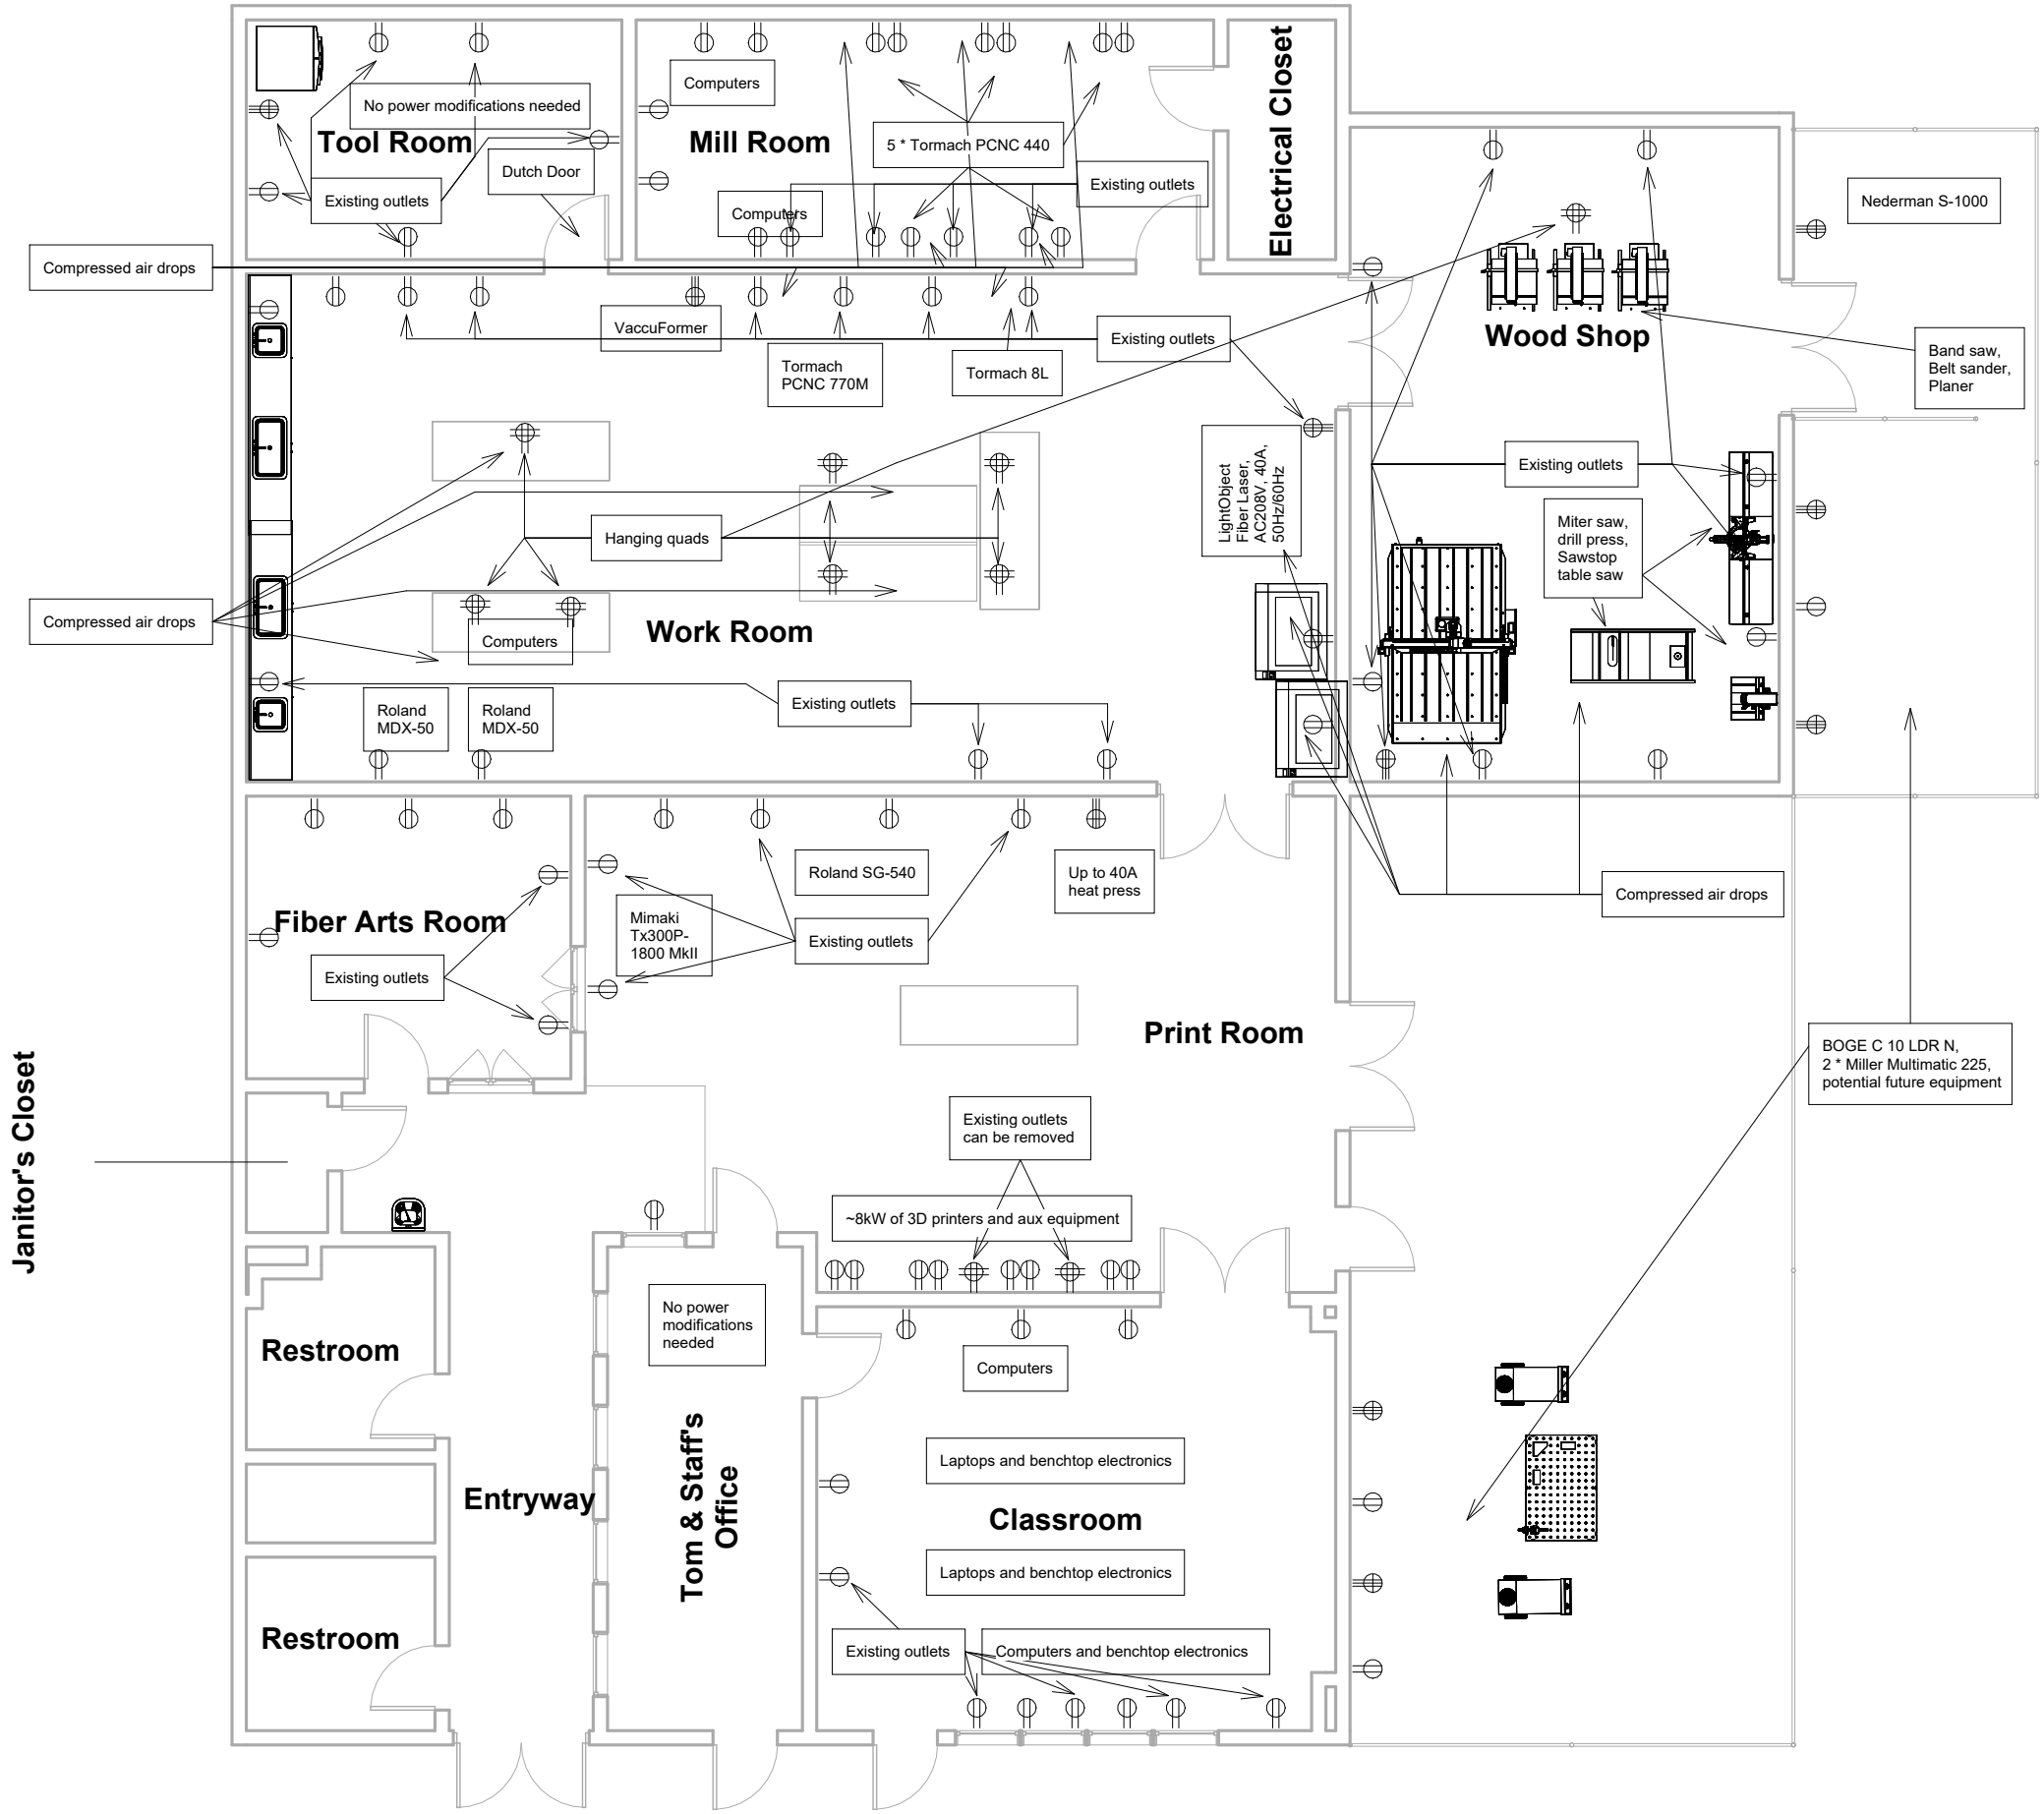 No power modifications needed
Tool Room
Existing outlets
Dutch Door
Computers
Mill Room
5 * Tormach PCNC 440
Computers
Existing outlets
Electrical Closet
Nederman S-1000
Compressed air drops
VaccuFormer
Tormach
PCNC 770M
Tormach 8L
Existing outlets
Wood Shop
Band saw,
Belt sander,
Planer
LightObject
Fiber Laser,
AC208V, 40A,
50Hz/60Hz
Existing outlets
Miter saw,
drill press,
Sawstop
table saw
Hanging quads
Compressed air drops
Computers
Work Room
Roland
MDX-50
Roland
MDX-50
Existing outlets
Roland SG-540
Up to 40A
heat press
Compressed air drops
Fiber Arts Room
Mimaki
Tx300P-
1800 MkII
Existing outlets
Existing outlets
Print Room
BOGE C 10 LDR N,
2 * Miller Multimatic 225,
potential future equipment
Janitor's Closet
Existing outlets
can be removed
~8kW of 3D printers and aux equipment
No power
modifications
needed
Restroom
Computers
Tom & Staff's
Office
Laptops and benchtop electronics
Entryway
Classroom
Laptops and benchtop electronics
Restroom
Existing outlets
Computers and benchtop electronics